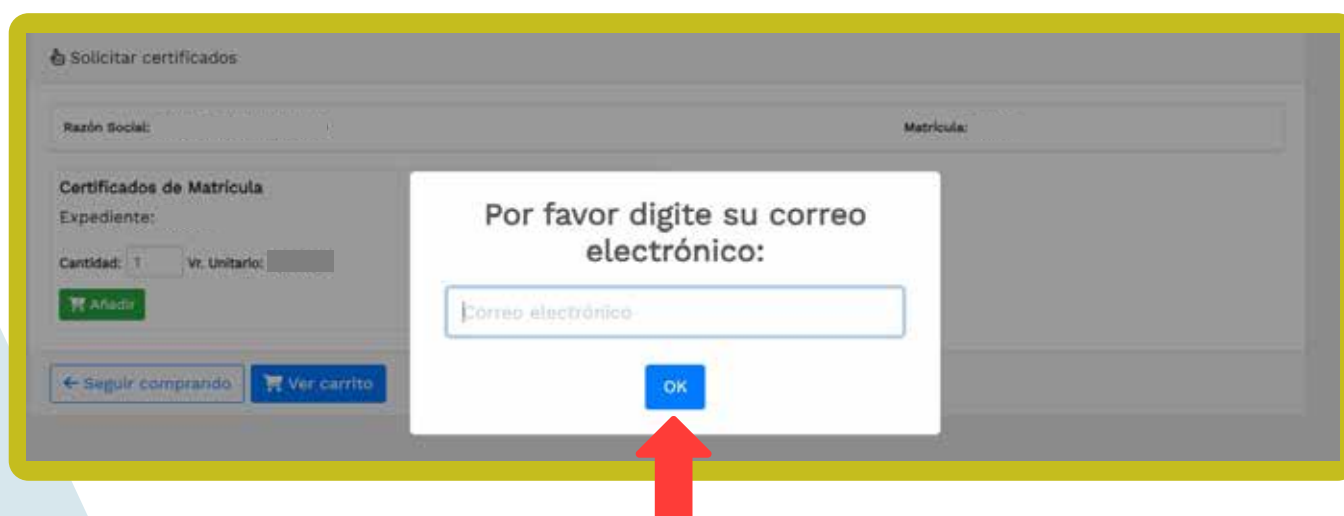 Solicitar certificados
Razón Social:
Matrícula:
Certificados de Matrícula
Expediente:
Cantidad: 1 Vr. Unitario:
Añadir
← Seguir comprando
Ver carrito
Por favor digite su correo
electrónico:
Correo electrónico
OK